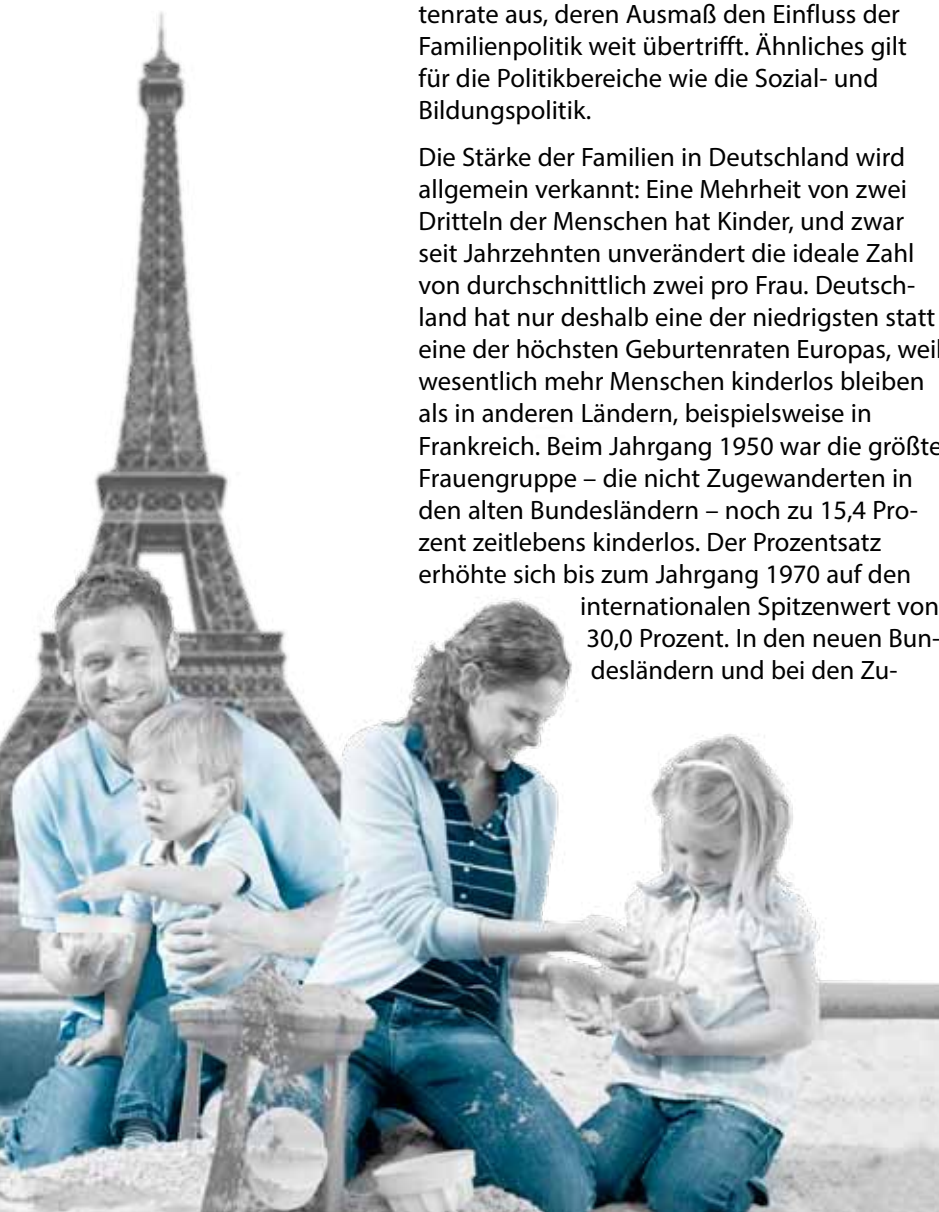 tenrate aus, deren Ausmaß den Einfluss der
Familienpolitik weit übertrifft. Ähnliches gilt
für die Politikbereiche wie die Sozial- und
Bildungspolitik.
Die Stärke der Familien in Deutschland wird
allgemein verkannt: Eine Mehrheit von zwei
Dritteln der Menschen hat Kinder, und zwar
seit Jahrzehnten unverändert die ideale Zahl
von durchschnittlich zwei pro Frau. Deutsch-
land hat nur deshalb eine der niedrigsten statt
eine der höchsten Geburtenraten Europas, weil
wesentlich mehr Menschen kinderlos bleiben
als in anderen Ländern, beispielsweise in
Frankreich. Beim Jahrgang 1950 war die größte
Frauengruppe – die nicht Zugewanderten in
den alten Bundesländern – noch zu 15,4 Pro-
zent zeitlebens kinderlos. Der Prozentsatz
erhöhte sich bis zum Jahrgang 1970 auf den
internationalen Spitzenwert von
30,0 Prozent. In den neuen Bun-
desländern und bei den Zu-